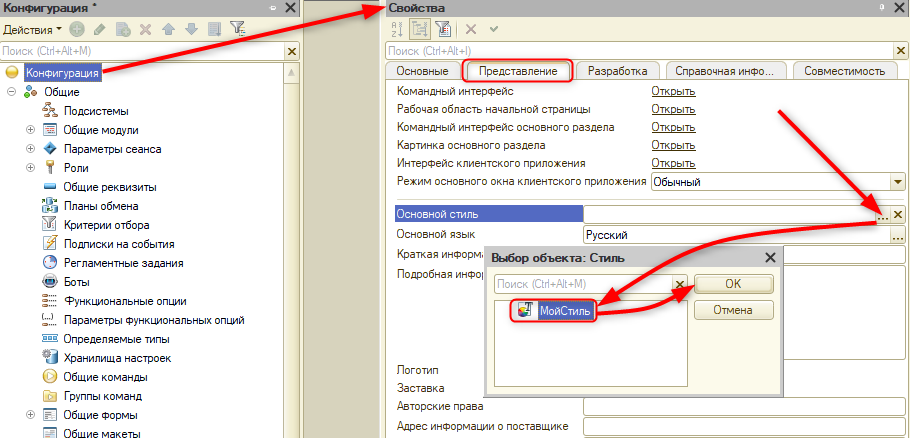 Конфигурация *
Действия
Поиск (Ctrl+Alt+M)
Конфигурация
Общие
Подсистемы
Общие модули
Параметры сеанса
Роли
Общие реквизиты
Планы обмена
Критерии отбора
Подписки на события
Регламентные задания
Боты
Функциональные опции
Параметры функциональных опций
Определяемые типы
Хранилища настроек
Общие команды
Группы команд
Общие формы
Общие макеты
Свойства
Поиск (Ctrl+Alt+I)
Основные
Представление
Разработка
Справочная инфо...
Совместимость
Командный интерфейс Открыть
Рабочая область начальной страницы Открыть
Командный интерфейс основного раздела Открыть
Картинка основного раздела Открыть
Интерфейс клиентского приложения Открыть
Режим основного окна клиентского приложения Обычный
Основной стиль ...
Основной язык Русский ...
Краткая информа
Подробная инфор
Логотип
Заставка
Авторские права
Адрес информации о поставщике
Выбор объекта: Стиль
Поиск (Ctrl+Alt+M)
МойСтиль
OK
Отмена